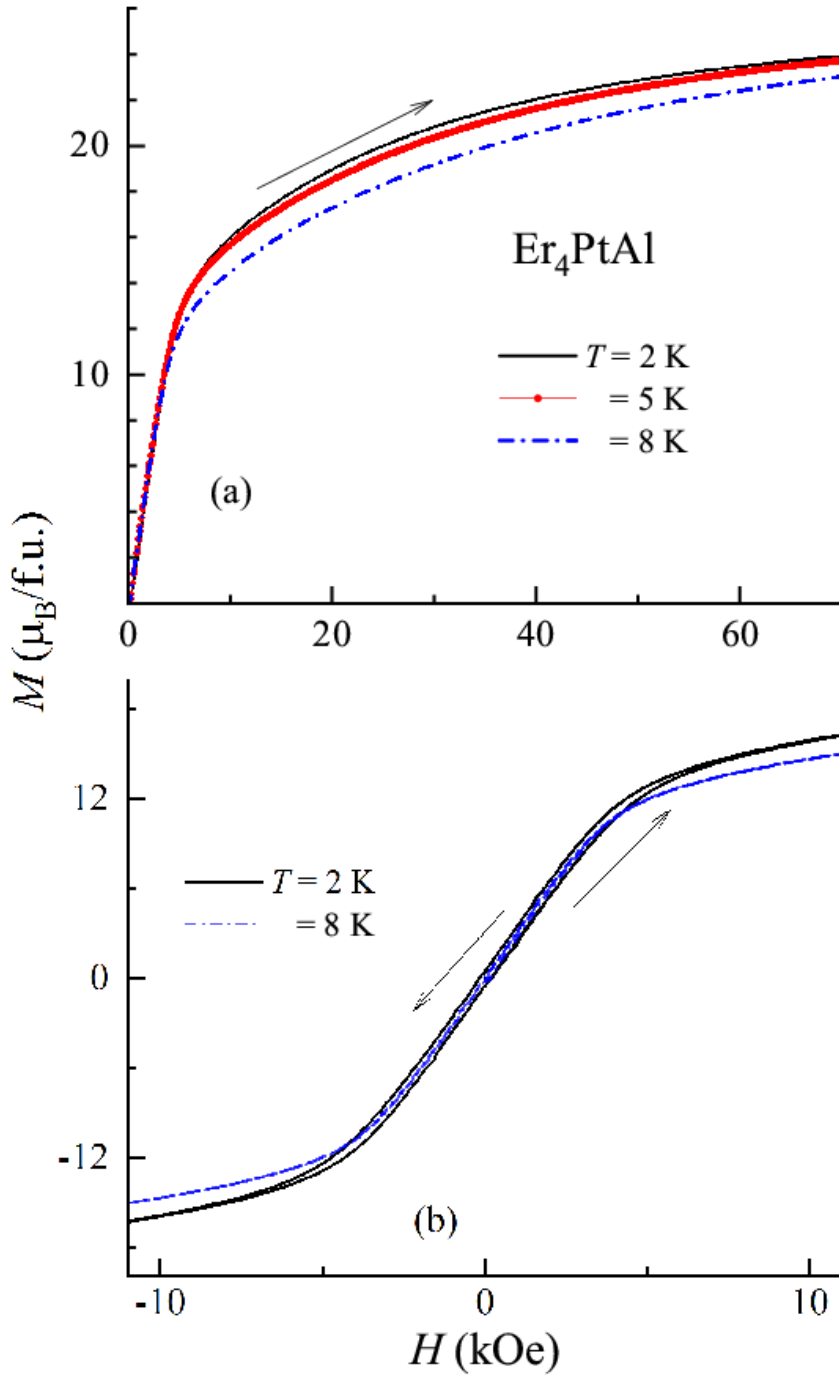 20
10
Er₄PtAl
T = 2 K
= 5 K
= 8 K
(a)
0 20 40 60
M (μ_B/f.u.)
12
0
-12
T = 2 K
= 8 K
(b)
-10 0 10
H (kOe)